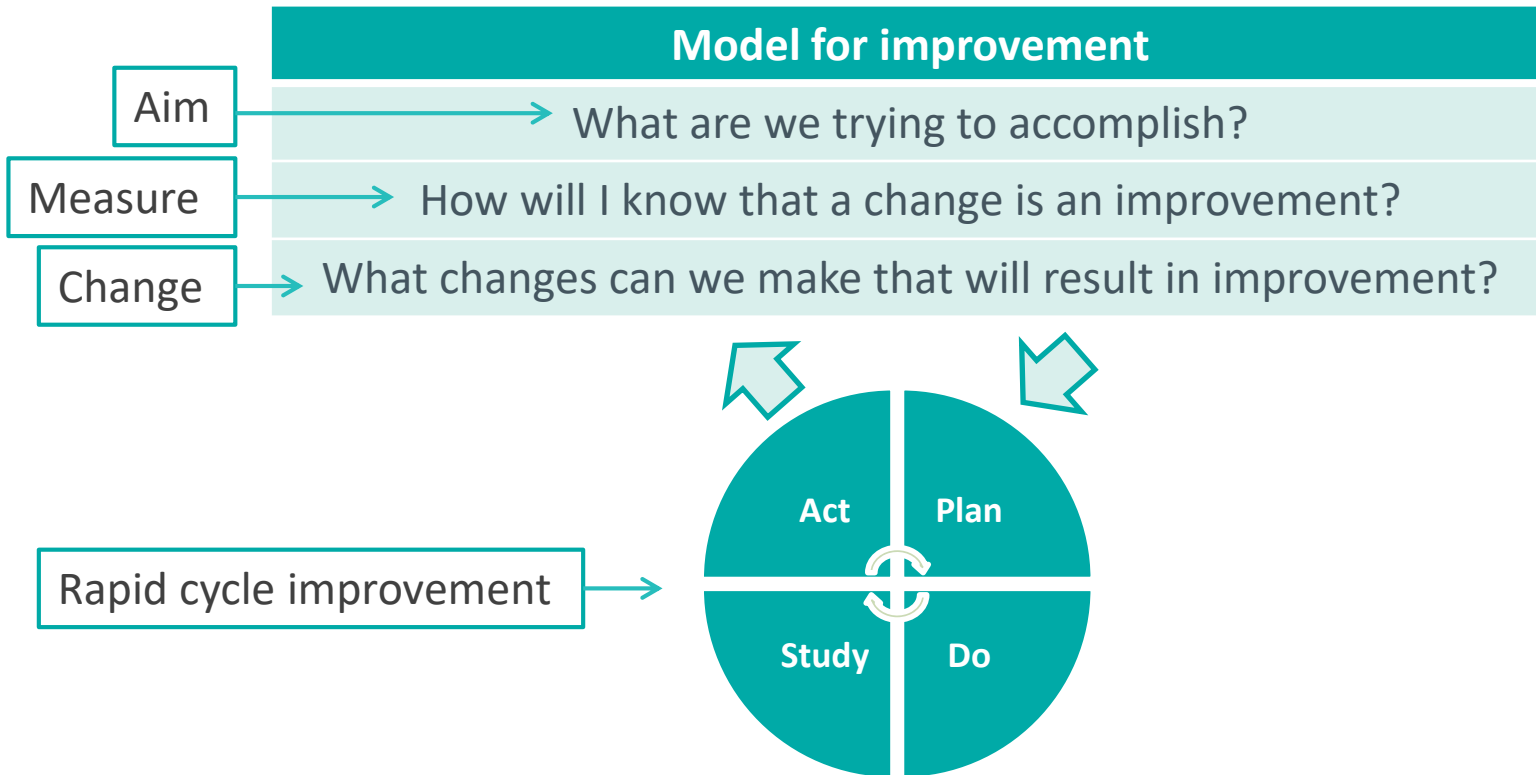 Model for improvement
Aim
What are we trying to accomplish?
Measure
How will I know that a change is an improvement?
Change
What changes can we make that will result in improvement?
Act
Plan
Rapid cycle improvement
Study
Do